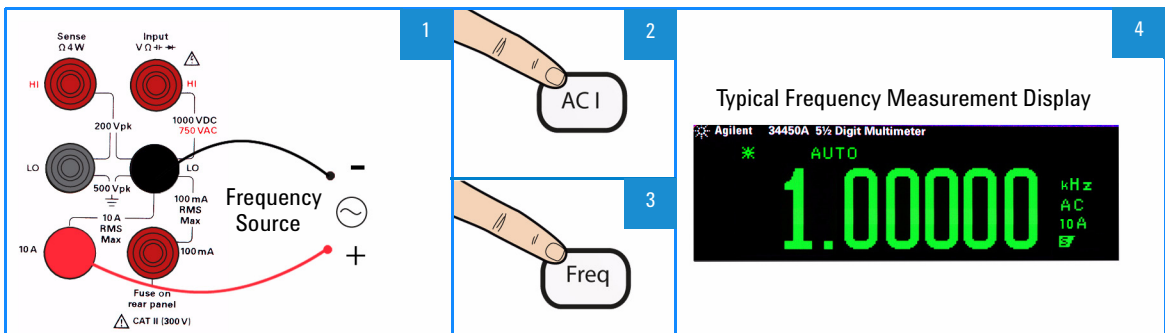 1
Sense
Ω 4 W
Input
V Ω
HI
HI
1000 VDC
750 VAC
200 Vpk
LO
LO
500 Vpk
100 mA
RMS
Max
10 A
RMS
Max
10 A
100 mA
Fuse on
rear panel
CAT II (300 V)
Frequency
Source
-
+
2
AC I
3
Freq
4
Typical Frequency Measurement Display
Agilent 34450A 5½ Digit Multimeter
AUTO
1.00000
kHz
AC
10A